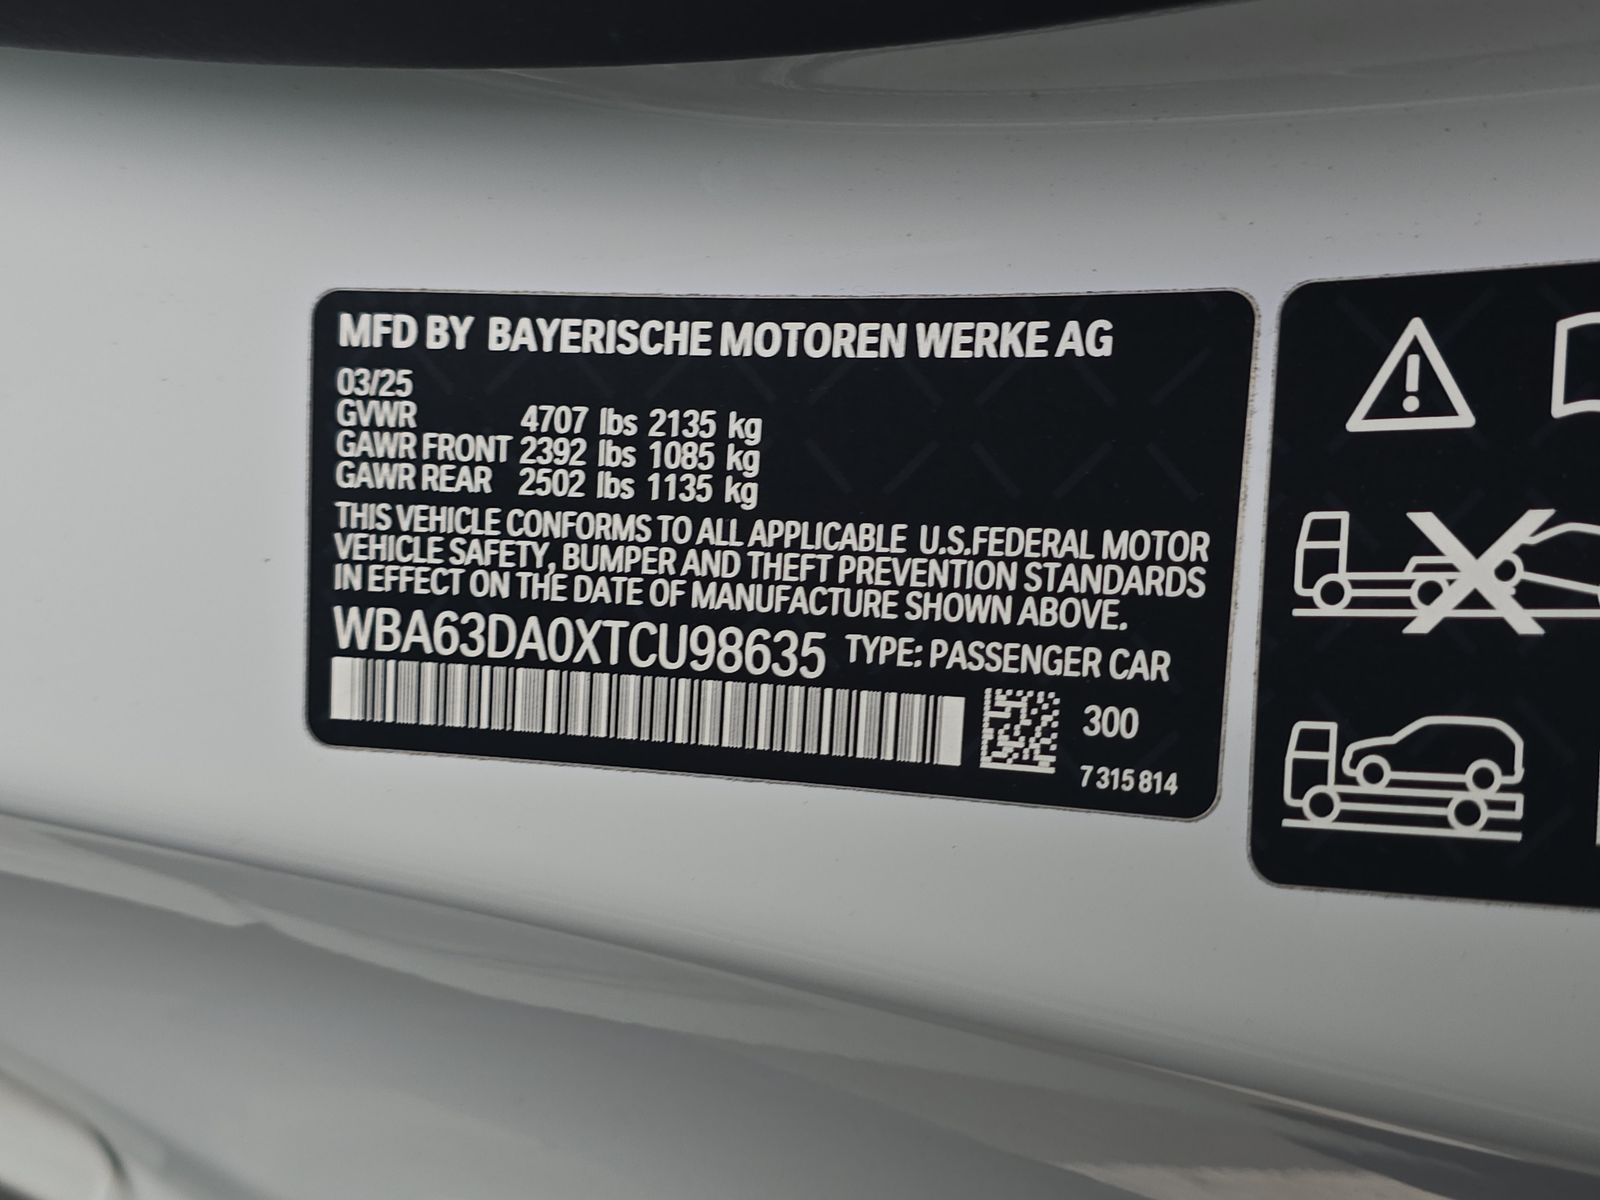 MFD BY BAYERISCHE MOTOREN WERKE AG
03/25
GVWR 4707 lbs 2135 kg
GAWR FRONT 2392 lbs 1085 kg
GAWR REAR 2502 lbs 1135 kg
THIS VEHICLE CONFORMS TO ALL APPLICABLE U.S.FEDERAL MOTOR
VEHICLE SAFETY, BUMPER AND THEFT PREVENTION STANDARDS
IN EFFECT ON THE DATE OF MANUFACTURE SHOWN ABOVE.
WBA63DA0XTCU98635 TYPE: PASSENGER CAR
300
7 315 814